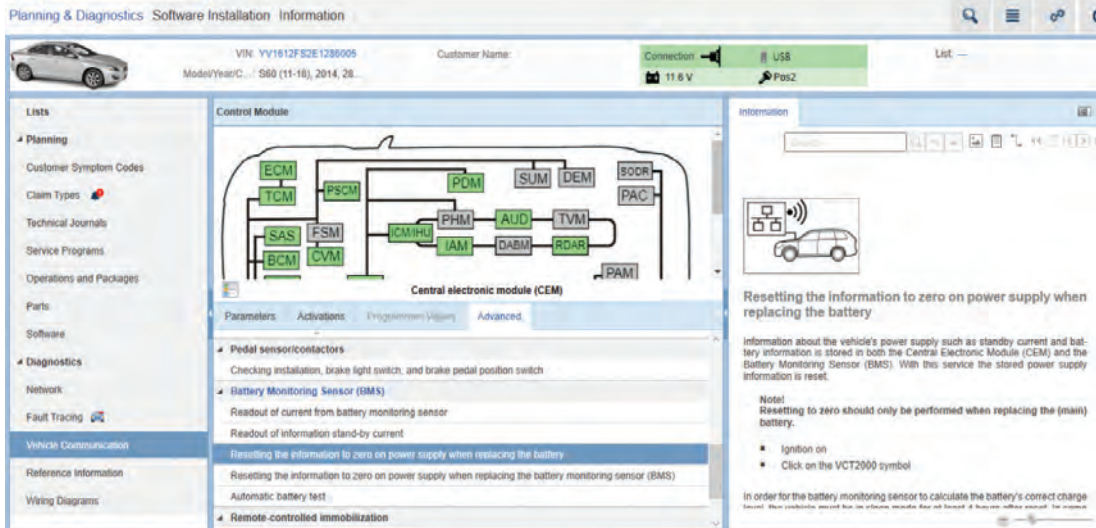 Planning & Diagnostics Software Installation Information
VIN: YV1612FS2E1286005
Customer Name:
Connection
USB
List: —
Model/Year/C... S60 (11-18), 2014, 28...
11.6 V
Pos2
Lists
Planning
Customer Symptom Codes
Claim Types
Technical Journals
Service Programs
Operations and Packages
Parts
Software
Diagnostics
Network
Fault Tracing
Vehicle Communication
Reference Information
Wiring Diagrams
Control Module
ECM
TCM
PSCM
PDM
SUM
DEM
SODR
PAC
SAS
FSM
ICM/IHU
PHM
AUD
TVM
BCM
CVM
IAM
DABM
RDAR
PAM
Central electronic module (CEM)
Parameters
Activations
Advanced
Pedal sensor/contactors
Checking installation, brake light switch, and brake pedal position switch
Battery Monitoring Sensor (BMS)
Readout of current from battery monitoring sensor
Readout of information stand-by current
Resetting the information to zero on power supply when replacing the battery
Resetting the information to zero on power supply when replacing the battery monitoring sensor (BMS)
Automatic battery test
Remote-controlled immobilization
Information
Search
Resetting the information to zero on power supply when
replacing the battery
Information about the vehicle's power supply such as standby current and bat-
tery information is stored in both the Central Electronic Module (CEM) and the
Battery Monitoring Sensor (BMS). With this service the stored power supply
information is reset.
Note!
Resetting to zero should only be performed when replacing the (main)
battery.
Ignition on
Click on the VCT2000 symbol
In order for the battery monitoring sensor to calculate the battery's correct charge